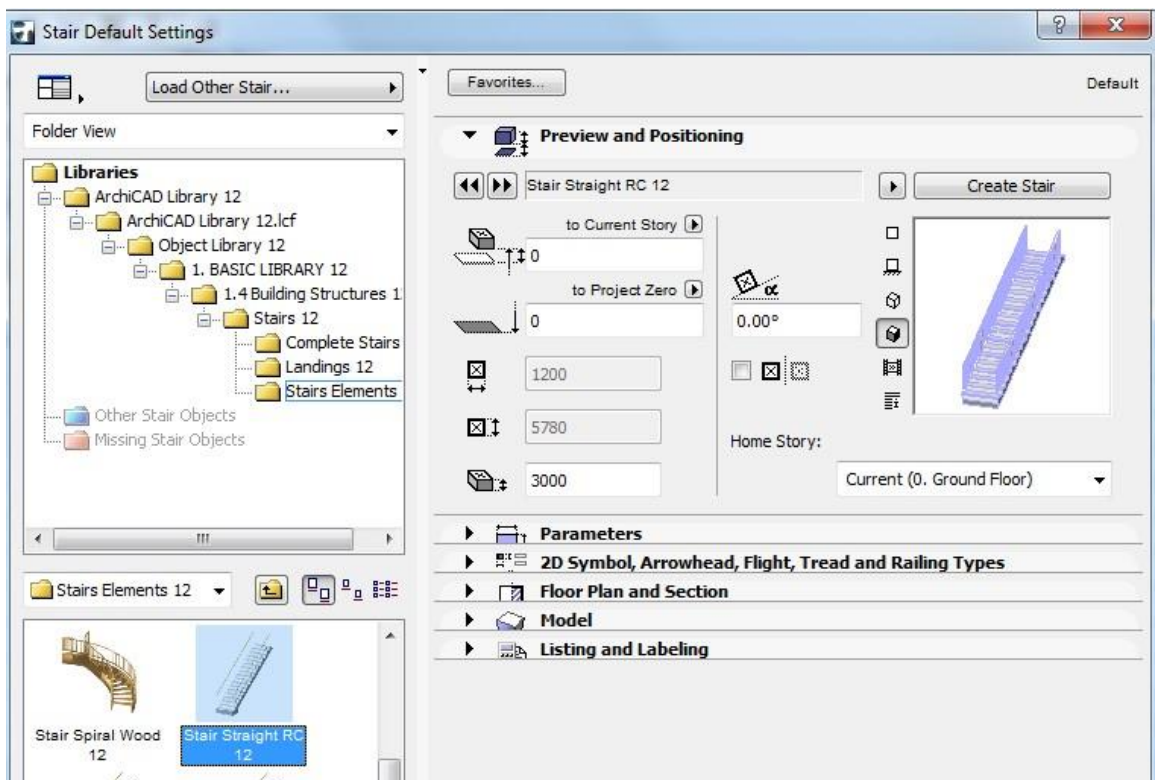 Stair Default Settings
Load Other Stair...
Folder View
Libraries
ArchiCAD Library 12
ArchiCAD Library 12.lcf
Object Library 12
1. BASIC LIBRARY 12
1.4 Building Structures 1
Stairs 12
Complete Stairs
Landings 12
Stairs Elements
Other Stair Objects
Missing Stair Objects
Stairs Elements 12
Stair Spiral Wood
12
Stair Straight RC
12
Favorites...
Default
Preview and Positioning
Stair Straight RC 12
Create Stair
to Current Story
0
to Project Zero
0
α
0.00°
1200
5780
3000
Home Story:
Current (0. Ground Floor)
Parameters
2D Symbol, Arrowhead, Flight, Tread and Railing Types
Floor Plan and Section
Model
Listing and Labeling